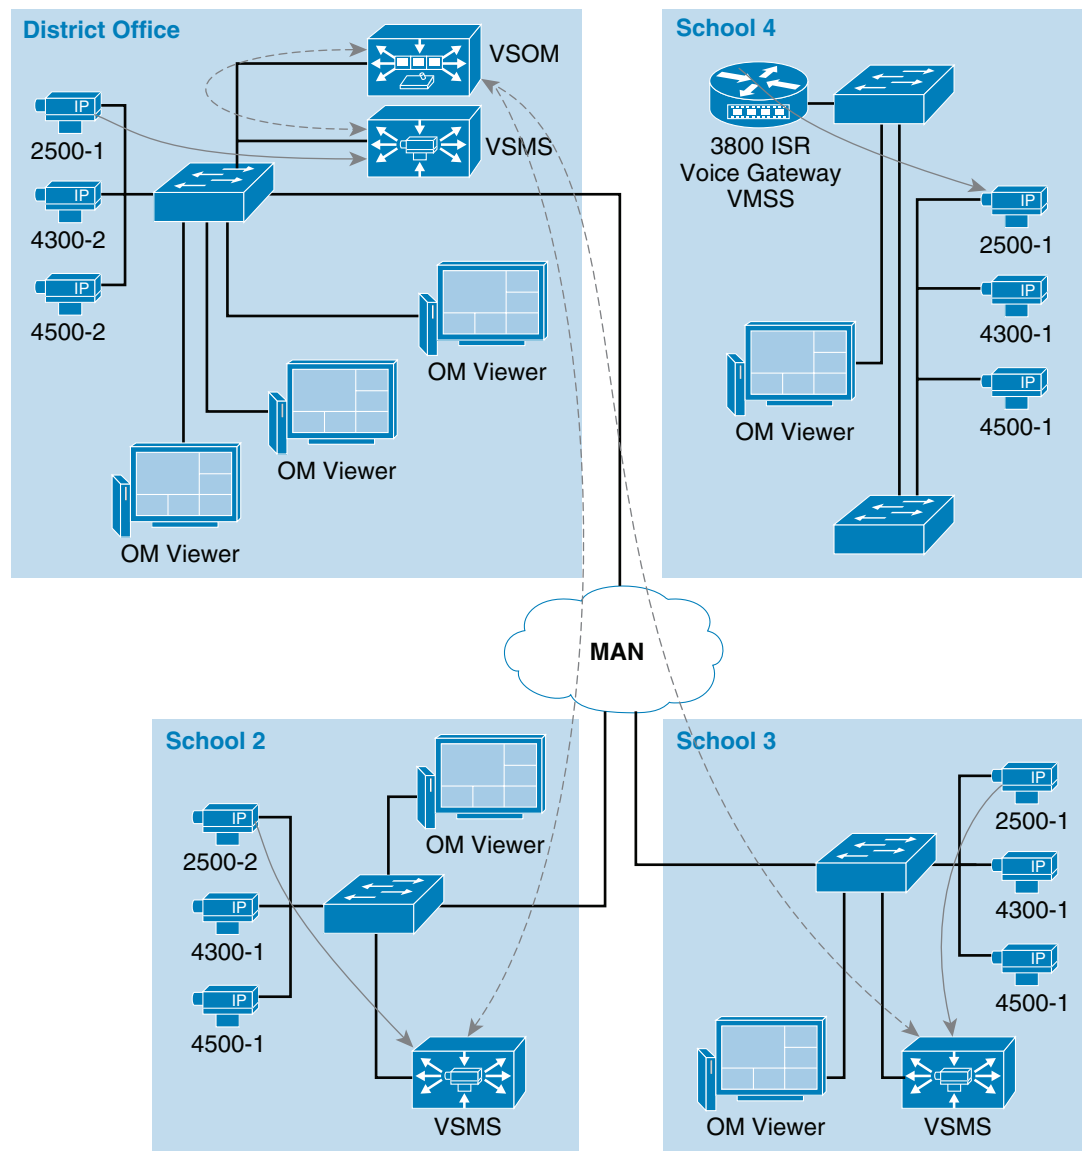 District Office
VSOM
IP
2500-1
VSMS
IP
4300-2
IP
4500-2
OM Viewer
OM Viewer
OM Viewer
School 4
3800 ISR
Voice Gateway
VMSS
IP
2500-1
IP
4300-1
IP
4500-1
OM Viewer
MAN
School 2
OM Viewer
IP
2500-2
IP
4300-1
IP
4500-1
VSMS
School 3
IP
2500-1
IP
4300-1
IP
4500-1
OM Viewer
VSMS